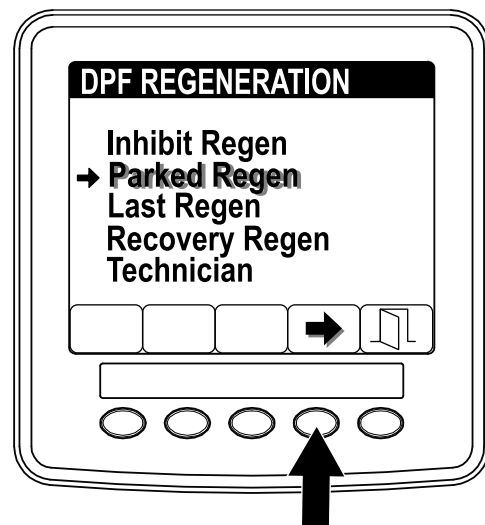 DPF REGENERATION
Inhibit Regen
Parked Regen
Last Regen
Recovery Regen
Technician